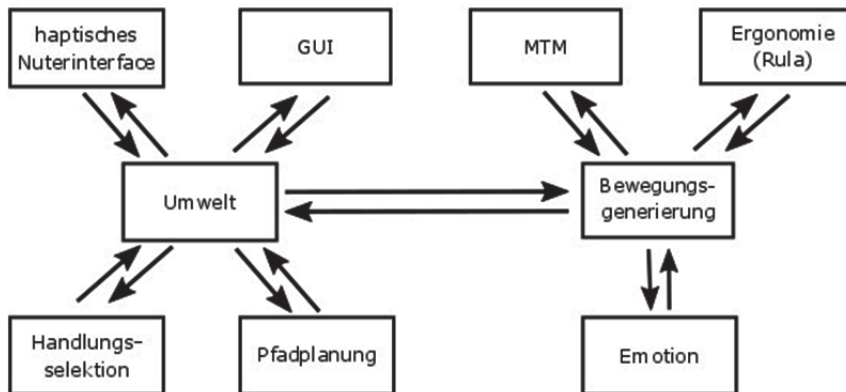 haptisches
Nuterinterface
GUI
MTM
Ergonomie
(Rula)
Umwelt
Bewegungs-
generierung
Handlungs-
selektion
Pfadplanung
Emotion